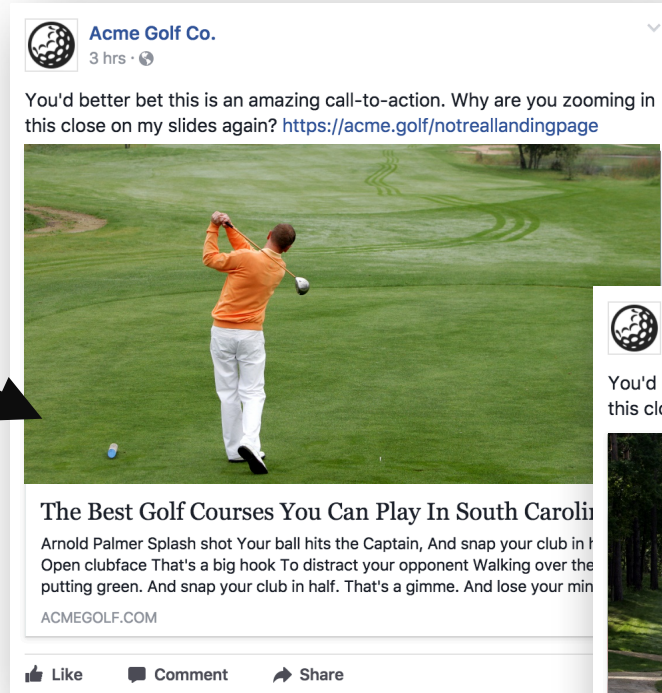 Acme Golf Co.
3 hrs ·
You'd better bet this is an amazing call-to-action. Why are you zooming in
this close on my slides again? https://acme.golf/notreallandingpage
The Best Golf Courses You Can Play In South
Arnold Palmer Splash shot Your ball hits the Captain, And snap your club in
Open clubface That's a big hook To distract your opponent Walking over the
putting green. And snap your club in half. That's a gimme. And lose your
ACMEGOLF.COM
Like Comment Share
You'd
this